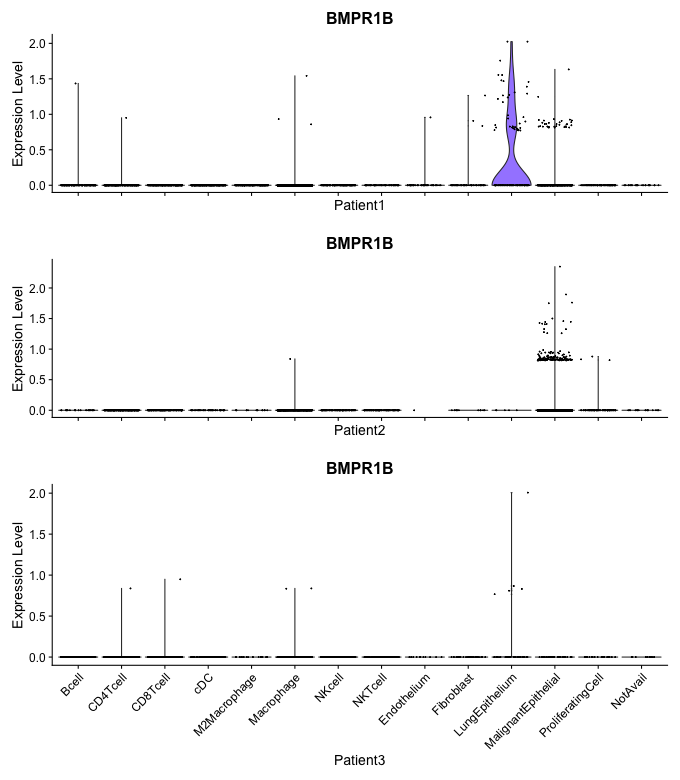 BMPR1B
Expression Level
2.0
1.5
1.0
0.5
0.0
Patient1
BMPR1B
Expression Level
2.0
1.5
1.0
0.5
0.0
Patient2
BMPR1B
Expression Level
2.0
1.5
1.0
0.5
0.0
Bcell
CD4Tcell
CD8Tcell
cDC
M2Macrophage
Macrophage
NKcell
NKTcell
Endothelium
Fibroblast
LungEpithelium
MalignantEpithelial
ProliferatingCell
NotAvail
Patient3